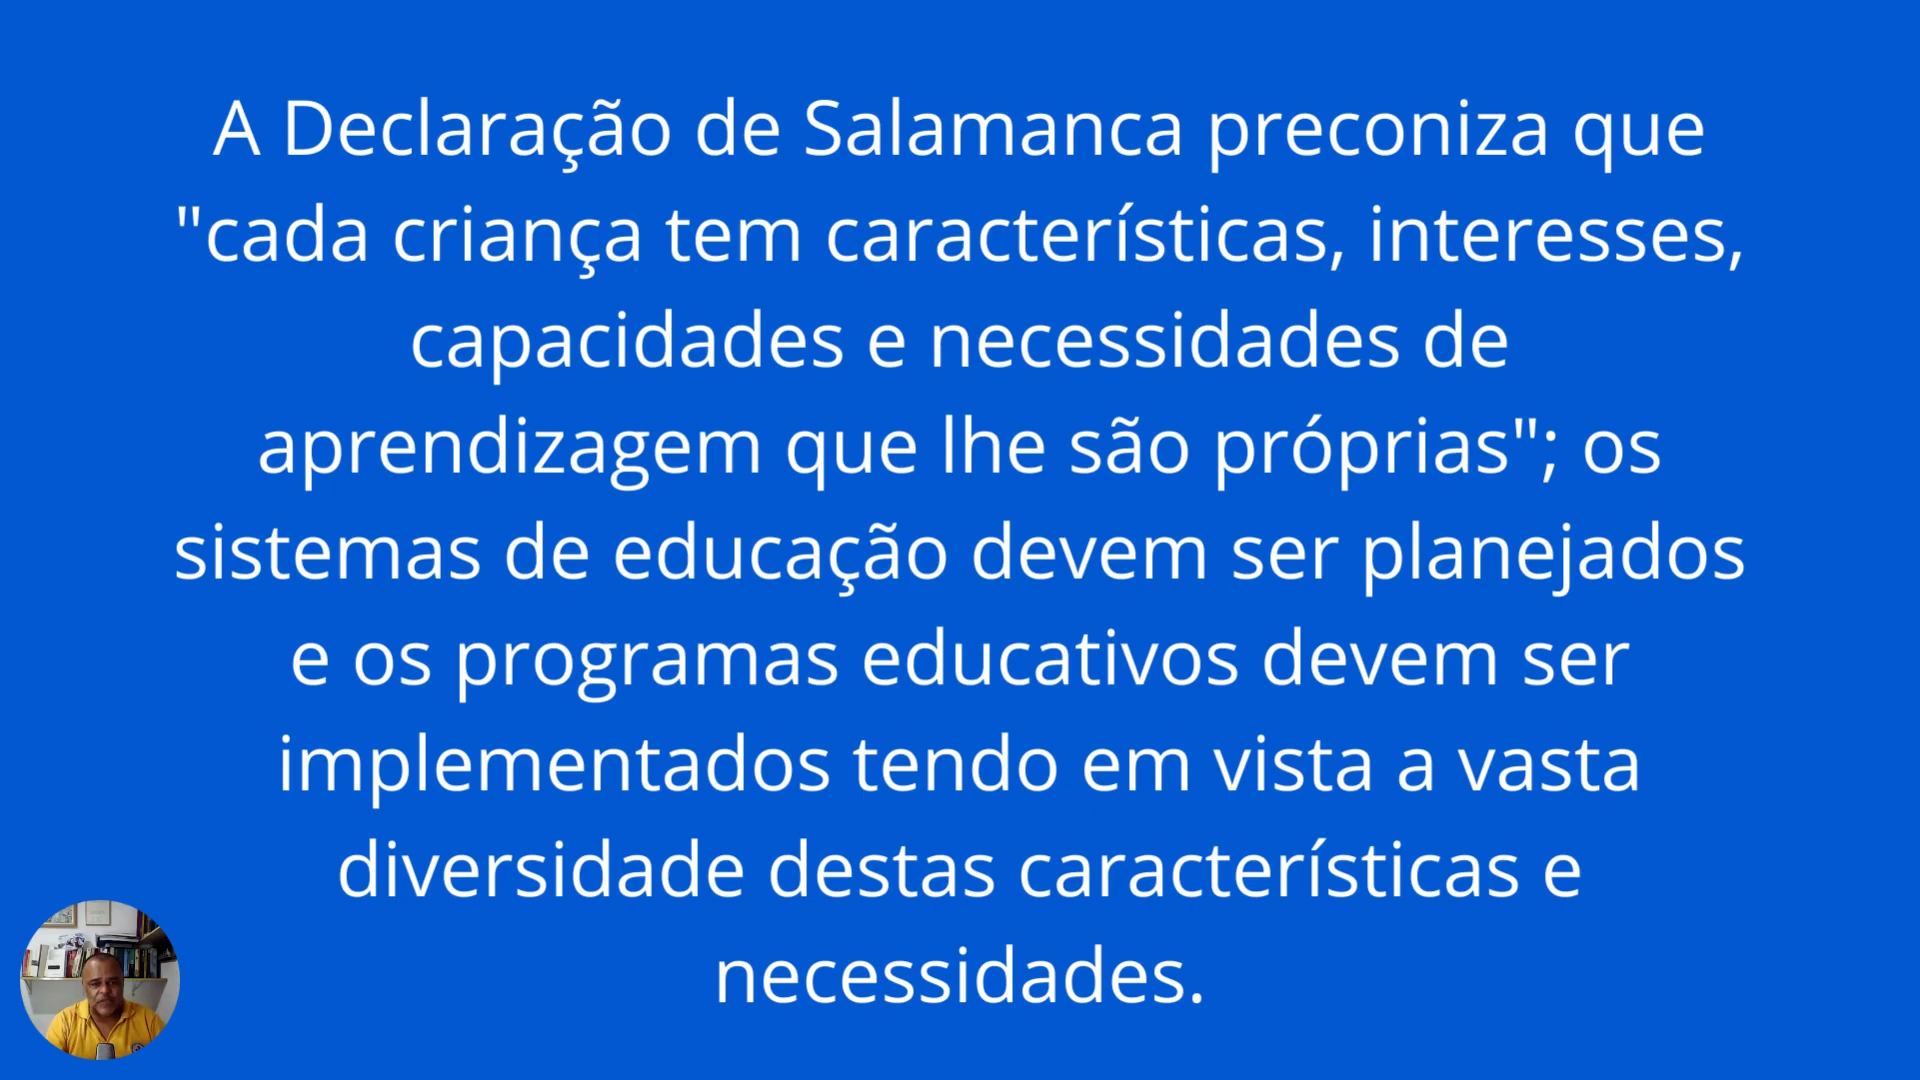 A Declaração de Salamanca preconiza que
"cada criança tem características, interesses,
capacidades e necessidades de
aprendizagem que lhe são próprias"; os
sistemas de educação devem ser planejados
e os programas educativos devem ser
implementados tendo em vista a vasta
diversidade destas características e
necessidades.